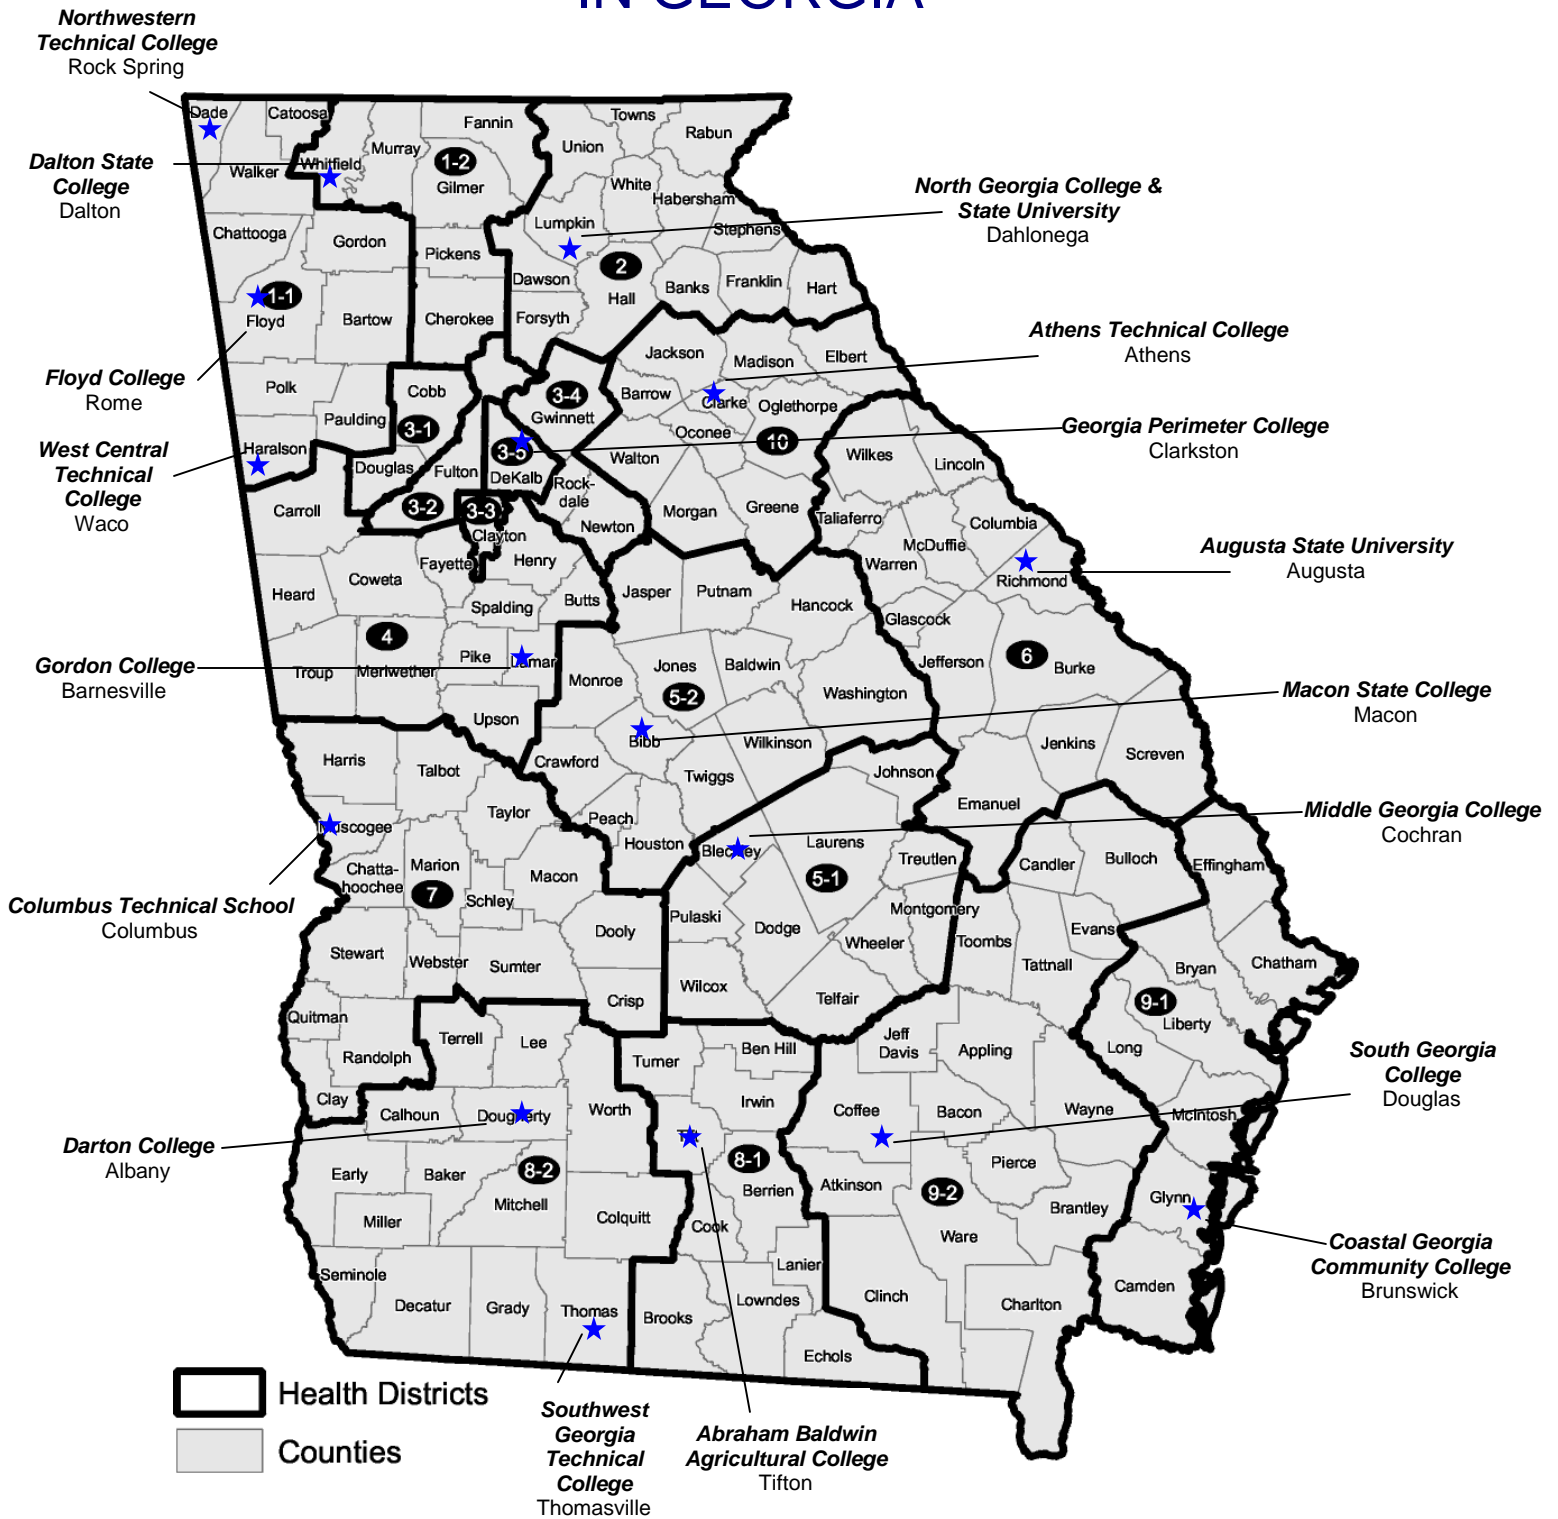 IN GEORGIA
Northwestern
Technical College
Rock Spring
Dalton State
College
Dalton
North Georgia College &
State University
Dahlonega
Athens Technical College
Athens
Floyd College
Rome
Georgia Perimeter College
Clarkston
West Central
Technical
College
Waco
Augusta State University
Augusta
Gordon College
Barnesville
Macon State College
Macon
Middle Georgia College
Cochran
Columbus Technical School
Columbus
South Georgia
College
Douglas
Darton College
Albany
Coastal Georgia
Community College
Brunswick
Southwest
Georgia
Technical
College
Thomasville
Abraham Baldwin
Agricultural College
Tifton
Dade
Catoosa
Fannin
Towns
Rabun
Union
Murray
Whitfield
Walker
1-2
Gilmer
White
Habersham
Lumpkin
Stephens
Chattooga
Gordon
Pickens
Dawson
2
Hall
Banks
Franklin
Hart
1-1
Floyd
Bartow
Cherokee
Forsyth
Jackson
Madison
Elbert
Polk
Paulding
Cobb
3-1
3-4
Gwinnett
Barrow
Clarke
Oglethorpe
Oconee
10
Haralson
Douglas
Fulton
3-5
DeKalb
Walton
Wilkes
Lincoln
Rock-
dale
Carroll
3-2
3-3
Clayton
Newton
Morgan
Greene
Taliaferro
Columbia
McDuffie
Warren
Richmond
Fayette
Henry
Coweta
Heard
Spalding
Butts
Jasper
Putnam
Hancock
Glascock
4
Troup
Meriwether
Pike
Lamar
Monroe
Jones
5-2
Baldwin
Washington
Jefferson
6
Burke
Upson
Bibb
Wilkinson
Crawford
Twiggs
Johnson
Jenkins
Screven
Emanuel
Harris
Talbot
Taylor
Peach
Houston
Muscogee
Bleckley
Laurens
5-1
Treutlen
Candler
Bulloch
Effingham
Chatta-
hoochee
Marion
7
Schley
Macon
Pulaski
Dodge
Montgomery
Wheeler
Toombs
Evans
Tattnall
Stewart
Webster
Sumter
Dooly
Crisp
Wilcox
Telfair
Bryan
Chatham
9-1
Liberty
Long
Quitman
Randolph
Terrell
Lee
Turner
Ben Hill
Jeff
Davis
Appling
Clay
Calhoun
Dougherty
Worth
Irwin
Coffee
Bacon
Wayne
McIntosh
Tift
8-1
Berrien
Early
Baker
8-2
Mitchell
Atkinson
Pierce
9-2
Brantley
Glynn
Miller
Colquitt
Cook
Ware
Seminole
Decatur
Grady
Thomas
Brooks
Lanier
Lowndes
Clinch
Charlton
Camden
Echols
Health Districts
Counties